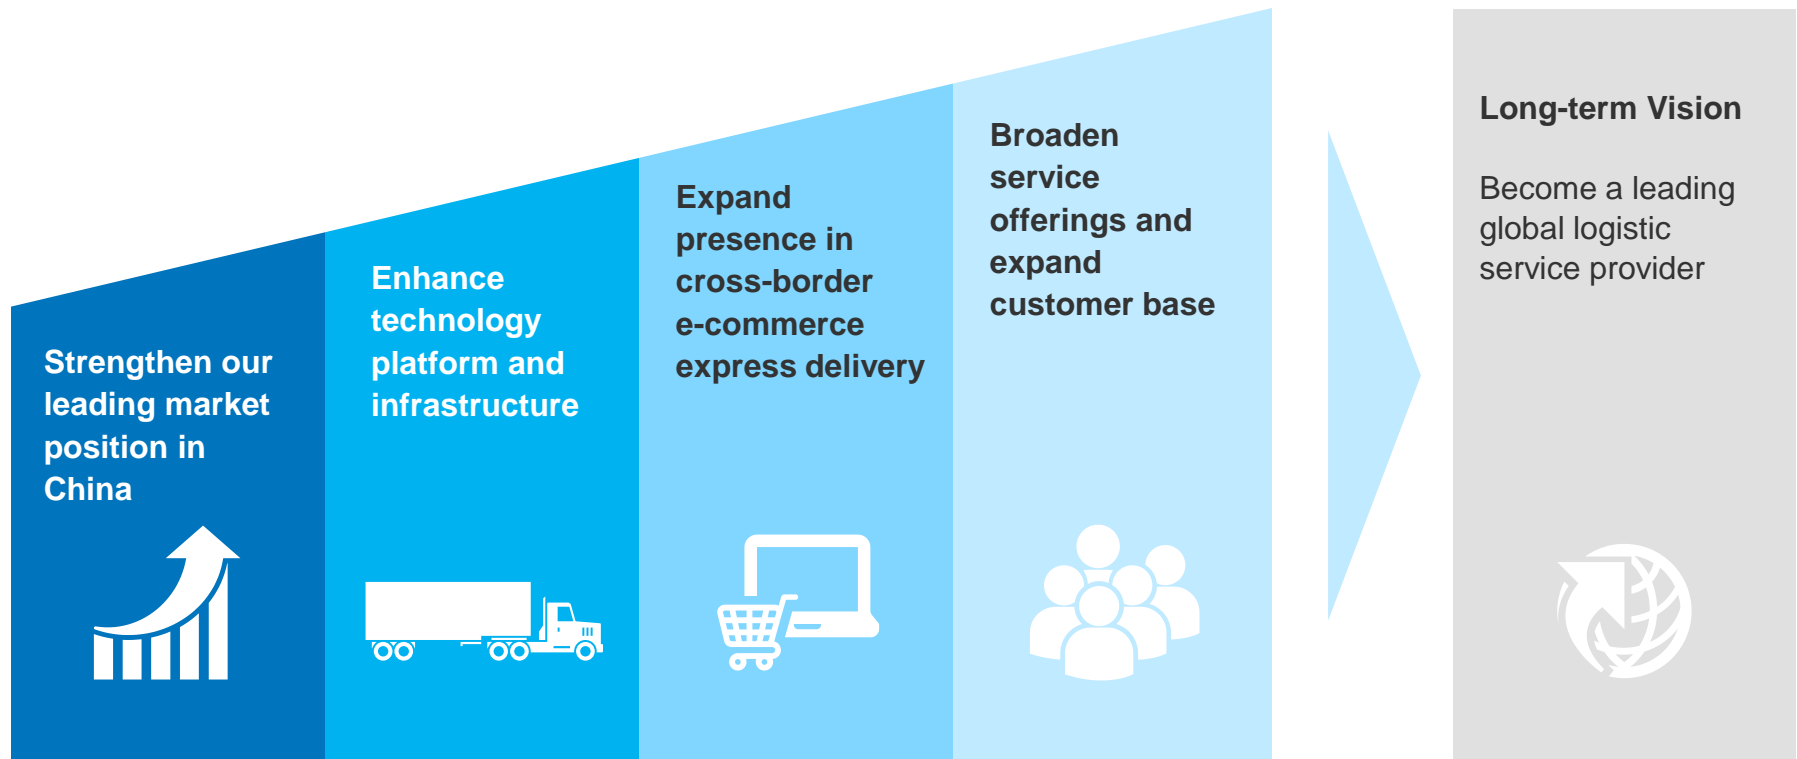 Strengthen our
leading market
position in
China
Enhance
technology
platform and
infrastructure
Expand
presence in
cross-border
e-commerce
express delivery
Broaden
service
offerings and
expand
customer base
Long-term Vision
Become a leading
global logistic
service provider